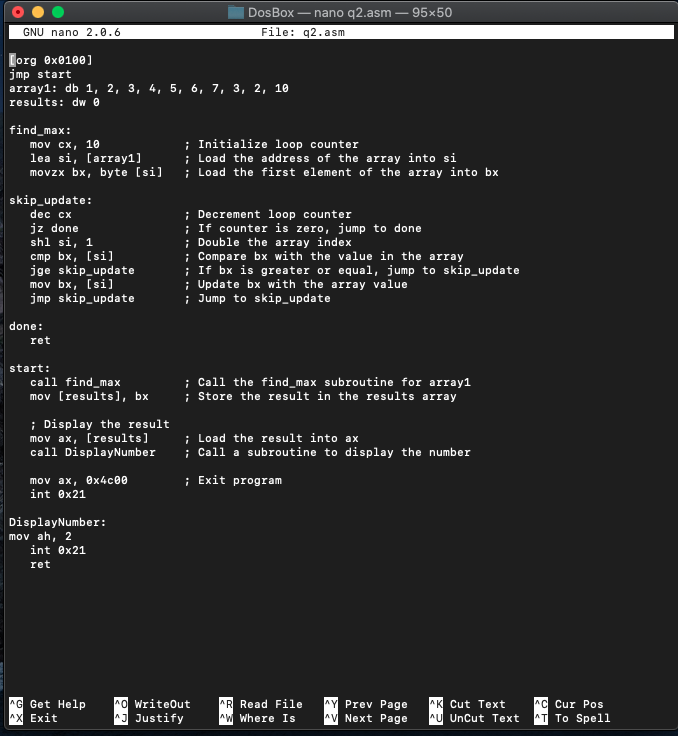 DosBox — nano q2.asm — 95×50
GNU nano 2.0.6 File: q2.asm
[org 0x0100]
jmp start
array1: db 1, 2, 3, 4, 5, 6, 7, 3, 2, 10
results: dw 0
find_max:
mov cx, 10 ; Initialize loop counter
lea si, [array1] ; Load the address of the array into si
movzx bx, byte [si] ; Load the first element of the array into bx
skip_update:
dec cx ; Decrement loop counter
jz done ; If counter is zero, jump to done
shl si, 1 ; Double the array index
cmp bx, [si] ; Compare bx with the value in the array
jge skip_update ; If bx is greater or equal, jump to skip_update
mov bx, [si] ; Update bx with the array value
jmp skip_update ; Jump to skip_update
done:
ret
start:
call find_max ; Call the find_max subroutine for array1
mov [results], bx ; Store the result in the results array
; Display the result
mov ax, [results] ; Load the result into ax
call DisplayNumber ; Call a subroutine to display the number
mov ax, 0x4c00 ; Exit program
int 0x21
DisplayNumber:
mov ah, 2
int 0x21
ret
^G Get Help ^O WriteOut ^R Read File ^Y Prev Page ^K Cut Text ^C Cur Pos
^X Exit ^J Justify ^W Where Is ^V Next Page ^U UnCut Text ^T To Spell